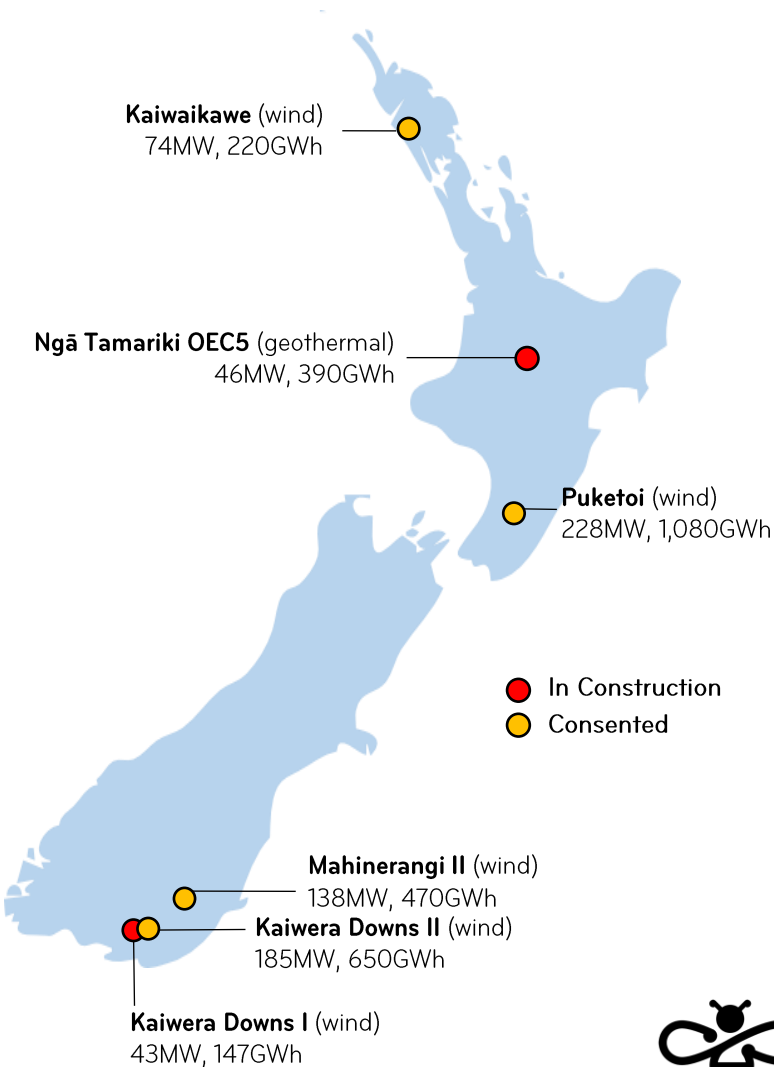 Kaiwaikawe (wind)
74MW, 220GWh
Ngā Tamariki OEC5 (geothermal)
46MW, 390GWh
Puketoi (wind)
228MW, 1,080GWh
In Construction
Consented
Mahinerangi II (wind)
138MW, 470GWh
Kaiwera Downs II (wind)
185MW, 650GWh
Kaiwera Downs I (wind)
43MW, 147GWh